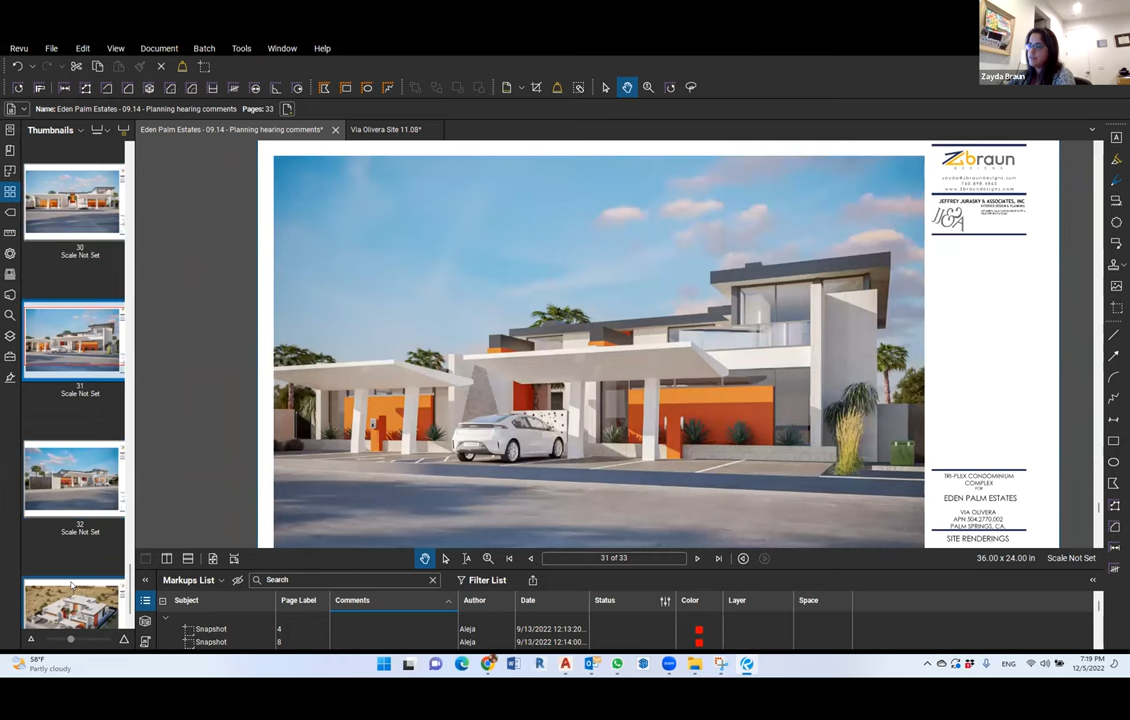 Zayda Braun
Revu File Edit View Document Batch Tools Window Help
Name: Eden Palm Estates - 09.14 - Planning hearing comments Pages: 33
Thumbnails
Eden Palm Estates - 09.14 - Planning hearing comments*
Via Olivera Site 11.08*
30
Scale Not Set
31
Scale Not Set
32
Scale Not Set
Zbraun
JEFFREY JURASKY & ASSOCIATES, INC
TRI-PLEX CONDOMINIUM
COMPLEX
FOR
EDEN PALM ESTATES
VIA OLIVERA
APN 504.2770.002
PALM SPRINGS, CA.
SITE RENDERINGS
31 of 33
36.00 x 24.00 in Scale Not Set
Markups List
Search
Filter List
Subject Page Label Comments Author Date Status Color Layer Space
Snapshot 4 Aleja 9/13/2022 12:13:20...
Snapshot 8 Aleja 9/13/2022 12:14:00...
58°F
Partly cloudy
ENG
7:19 PM
12/5/2022